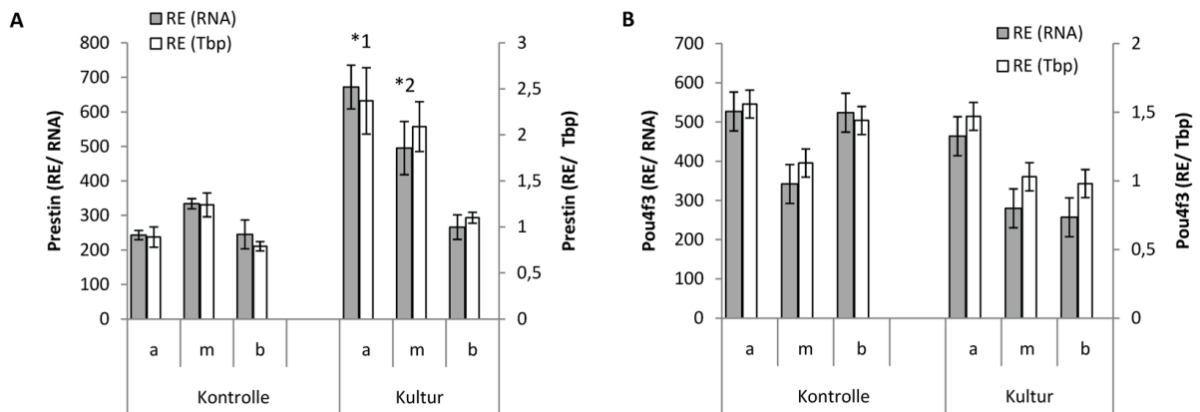 A
RE (RNA)
RE (Tbp)
Prestin (RE/ RNA)
800
700
600
500
400
300
200
100
0
*1
*2
3
2,5
2
1,5
1
0,5
0
Prestin (RE/ Tbp)
a m b a m b
Kontrolle Kultur
B
RE (RNA)
RE (Tbp)
Pou4f3 (RE/ RNA)
700
600
500
400
300
200
100
0
2
1,5
1
0,5
0
Pou4f3 (RE/ Tbp)
a m b a m b
Kontrolle Kultur